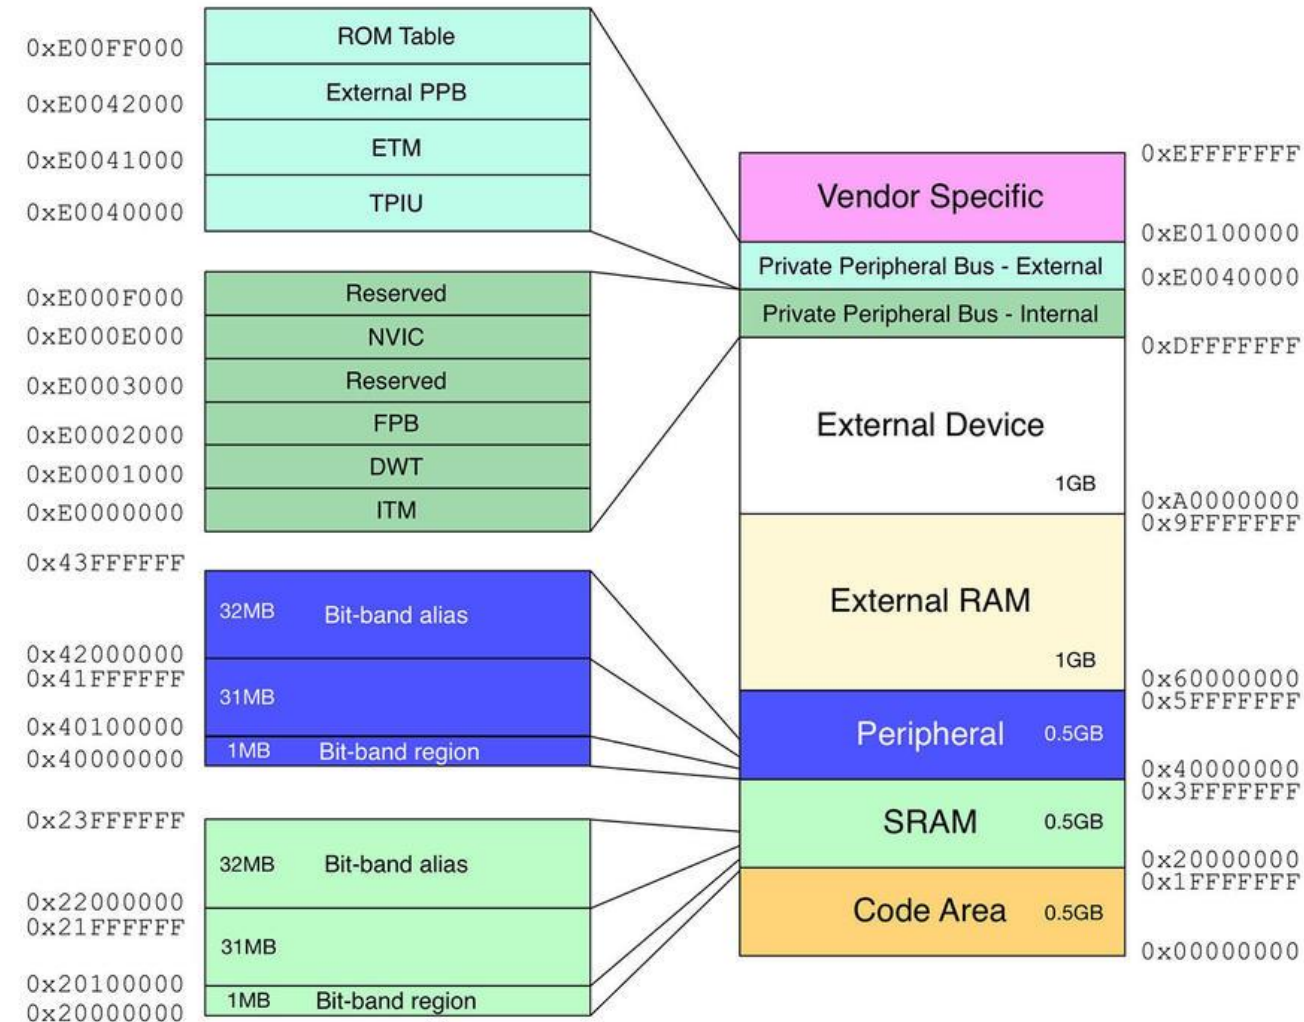 0xE00FF000
ROM Table
0xE0042000
External PPB
0xE0041000
ETM
0xE0040000
TPIU
0xE000F000
Reserved
0xE000E000
NVIC
0xE0003000
Reserved
0xE0002000
FPB
0xE0001000
DWT
0xE0000000
ITM
0x43FFFFFF
32MB Bit-band alias
0x42000000
0x41FFFFFF
31MB
0x40100000
0x40000000
1MB Bit-band region
0x23FFFFFF
32MB Bit-band alias
0x22000000
0x21FFFFFF
31MB
0x20100000
0x20000000
1MB Bit-band region
0xEFFFFFFF
Vendor Specific
0xE0100000
Private Peripheral Bus - External
0xE0040000
Private Peripheral Bus - Internal
0xDFFFFFFF
External Device
1GB
0xA0000000
0x9FFFFFFF
External RAM
1GB
0x60000000
0x5FFFFFFF
Peripheral 0.5GB
0x40000000
0x3FFFFFFF
SRAM 0.5GB
0x20000000
0x1FFFFFFF
Code Area 0.5GB
0x00000000